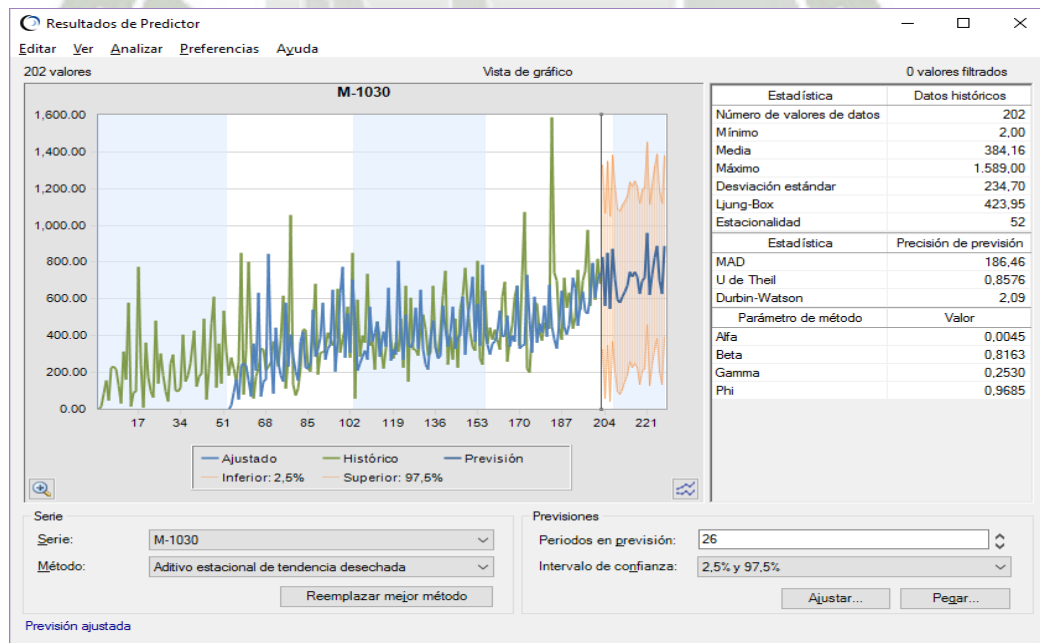 Resultados de Predictor
Editar Ver Analizar Preferencias Ayuda
202 valores Vista de gráfico 0 valores filtrados
M-1030
1,600.00
1,400.00
1,200.00
1,000.00
800.00
600.00
400.00
200.00
0.00
17 34 51 68 85 102 119 136 153 170 187 204 221
Ajustado Histórico Previsión
Inferior: 2,5% Superior: 97,5%
Estadística Datos históricos
Número de valores de datos 202
Mínimo 2,00
Media 384,16
Máximo 1.589,00
Desviación estándar 234,70
Ljung-Box 423,95
Estacionalidad 52
Estadística Precisión de previsión
MAD 186,46
U de Theil 0,8576
Durbin-Watson 2,09
Parámetro de método Valor
Alfa 0,0045
Beta 0,8163
Gamma 0,2530
Phi 0,9685
Serie
Serie: M-1030
Método: Aditivo estacional de tendencia desechada
Reemplazar mejor método
Previsiones
Periodos en previsión: 26
Intervalo de confianza: 2,5% y 97,5%
Ajustar... Pegar...
Previsión ajustada